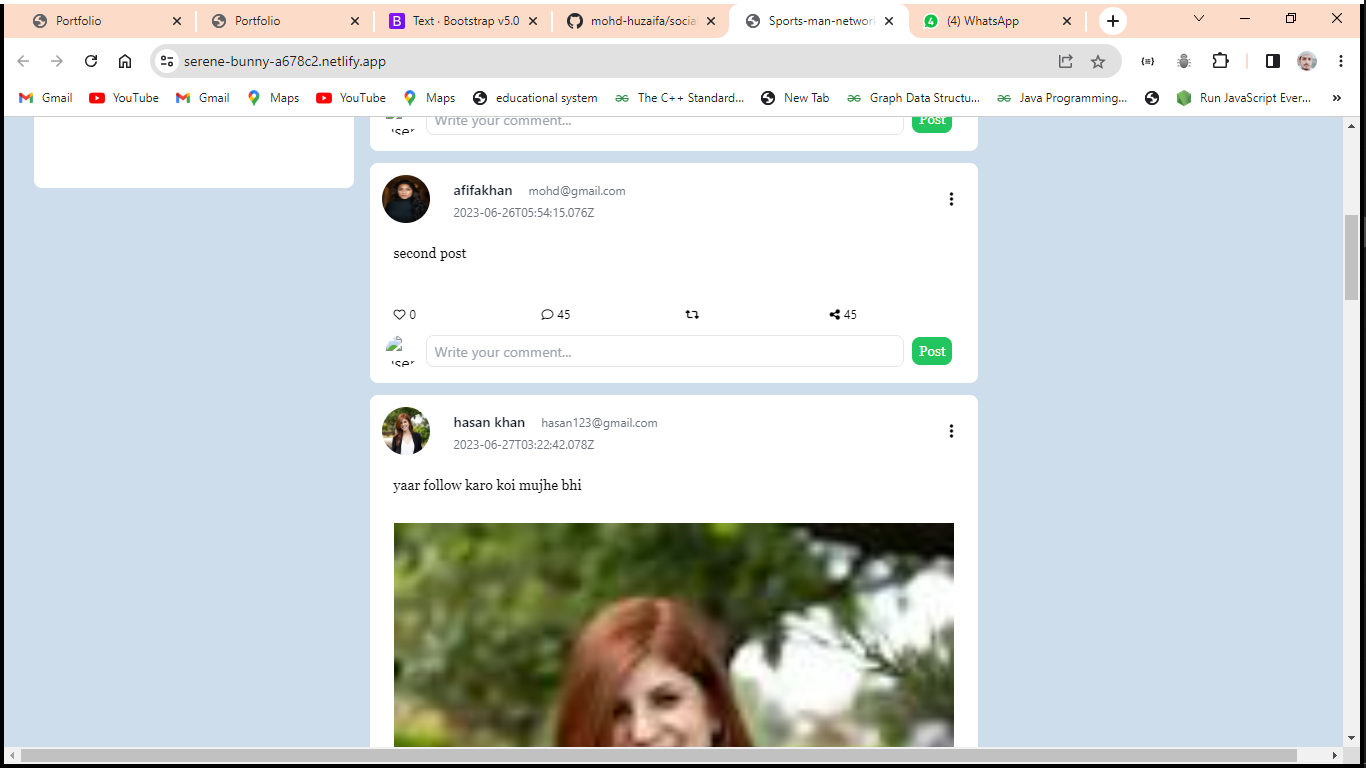 Portfolio
Portfolio
Text · Bootstrap v5.0
mohd-huzaifa/socia
Sports-man-network
(4) WhatsApp
serene-bunny-a678c2.netlify.app
Gmail
YouTube
Gmail
Maps
YouTube
Maps
educational system
The C++ Standard...
New Tab
Graph Data Structu...
Java Programming...
Run JavaScript Ever...
»
Write your comment...
Post
afifakhan mohd@gmail.com
2023-06-26T05:54:15.076Z
second post
0 45 45
Write your comment...
Post
hasan khan hasan123@gmail.com
2023-06-27T03:22:42.078Z
yaar follow karo koi mujhe bhi